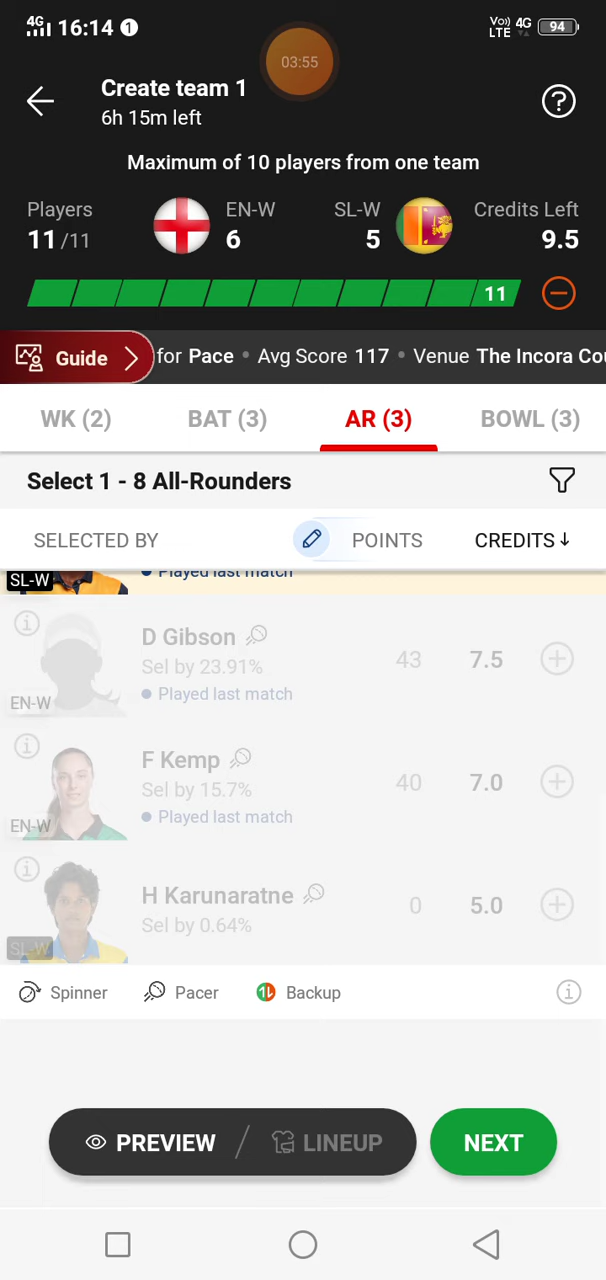 4G 16:14 1
Vo)) LTE 4G 94
03:55
Create team 1
6h 15m left
?
Maximum of 10 players from one team
Players EN-W SL-W Credits Left
11/11 6 5 9.5
11
Guide for Pace • Avg Score 117 • Venue The Incora Cou
WK (2) BAT (3) AR (3) BOWL (3)
Select 1 - 8 All-Rounders
SELECTED BY POINTS CREDITS↓
SL-W • Played last match
D Gibson
Sel by 23.91% 43 7.5
• Played last match
EN-W
F Kemp
Sel by 15.7% 40 7.0
• Played last match
EN-W
H Karunaratne
Sel by 0.64% 0 5.0
SL-W
Spinner Pacer Backup
PREVIEW / LINEUP NEXT